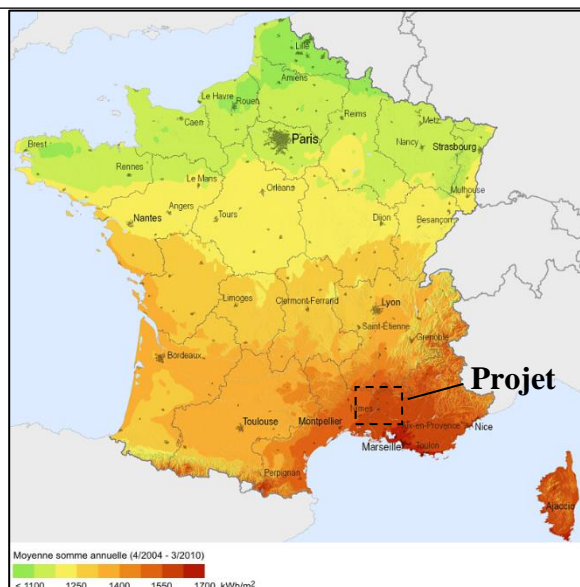 Lille
Amiens
Le Havre
Rouen
Caen
Reims
Metz
Paris
Nancy
Strasbourg
Brest
Rennes
Le Mans
Orléans
Mulhouse
Angers
Nantes
Tours
Dijon
Besançon
Limoges
Clermont-Ferrand
Lyon
Saint-Étienne
Grenoble
Bordeaux
Projet
Nîmes
Toulouse
Montpellier
Aix-en-Provence
Nice
Marseille
Toulon
Perpignan
Ajaccio
Moyenne somme annuelle (4/2004 - 3/2010)
< 1100 1250 1400 1550 1700 kWh/m²